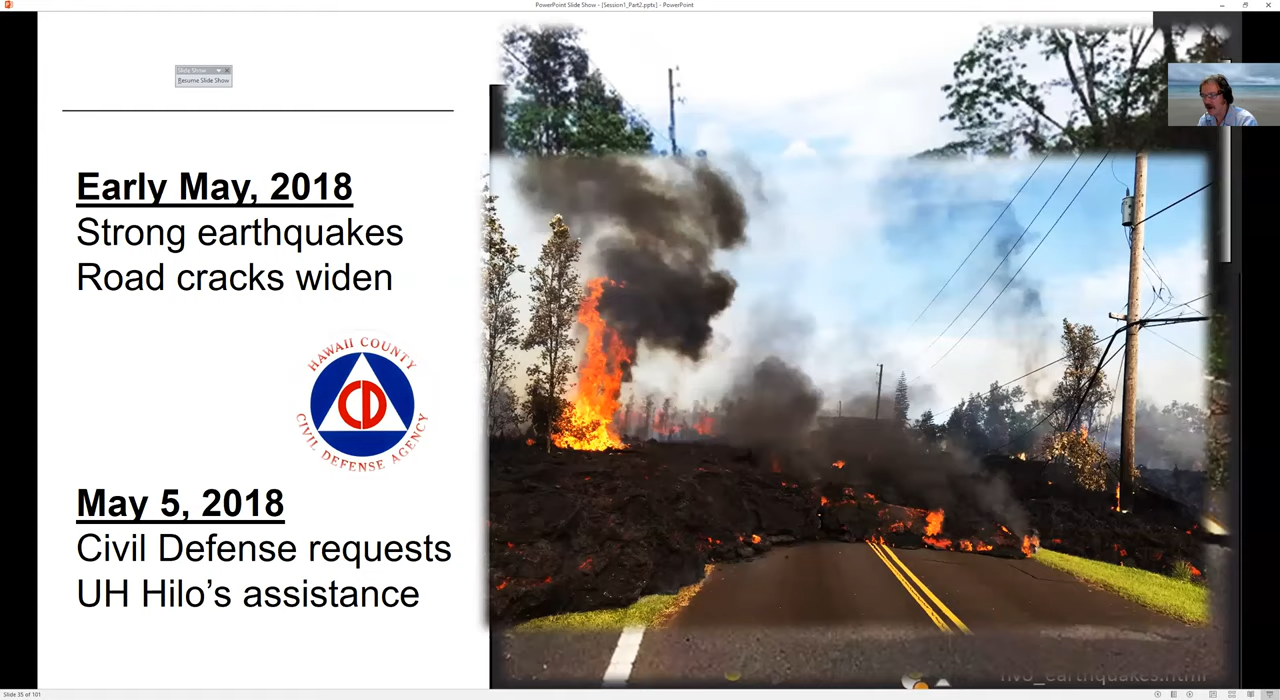 PowerPoint Slide Show - [Session1_Part2.pptx] - PowerPoint
Slide Show
Resume Slide Show
Early May, 2018
Strong earthquakes
Road cracks widen
HAWAII COUNTY
CD
CIVIL DEFENSE AGENCY
May 5, 2018
Civil Defense requests
UH Hilo’s assistance
hvo_earthquakes.html
Slide 35 of 101